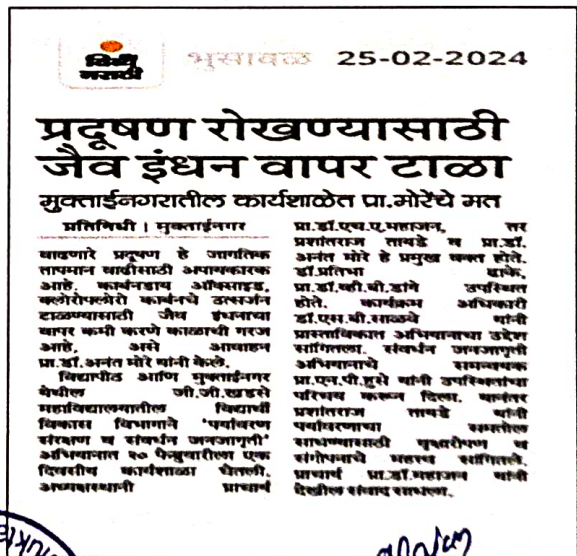 दिव्य
मराठी
भुसावळ 25-02-2024
प्रदूषण रोखण्यासाठी
जैव इंधन वापर टाळा
मुक्ताईनगरातील कार्यशाळेत प्रा.मोरेंचे मत
प्रतिनिधी | मुक्ताईनगर
वाढणारे प्रदूषण हे जागतिक
तापमान वाढीसाठी अपायकारक
आहे. कार्बनडाय ऑक्साइड,
क्लोरोफ्लोरो कार्बनचे उत्सर्जन
टाळण्यासाठी जैव इंधनाचा
वापर कमी करणे काळाची गरज
आहे, असे आवाहन
प्रा.डॉ.अनंत मोरे यांनी केले.
विद्यापीठ आणि मुक्ताईनगर
येथील जी.जी.खडसे
महाविद्यालयातील विद्यार्थी
विकास विभागाने 'पर्यावरण
संरक्षण व संवर्धन जनजागृती'
अभियानात २० फेब्रुवारीला एक
दिवसीय कार्यशाळा घेतली.
अध्यक्षस्थानी प्राचार्य
प्रा.डॉ.एच.ए.महाजन, तर
प्रशांतराज तायडे व प्रा.डॉ.
अनंत मोरे हे प्रमुख वक्त होते.
डॉ.प्रतिभा ढाके,
प्रा.डॉ.व्ही.बी.डांगे उपस्थित
होते. कार्यक्रम अधिकारी
डॉ.एस.बी.साळवे यांनी
प्रास्ताविकात अभियानाचा उद्देश
सांगितला. संवर्धन जनजागृती
अभियानाचे समन्वयक
प्रा.एन.पी.हुसे यांनी उपस्थितांचा
परिचय करून दिला. यानंतर
प्रशांतराज तायडे यांनी
पर्यावरणाचा समतोल
साधण्यासाठी वृक्षारोपण व
संगोपनाचे महत्त्व सांगितले.
प्राचार्य प्रा.डॉ.महाजन यांनी
देखील संवाद साधला.